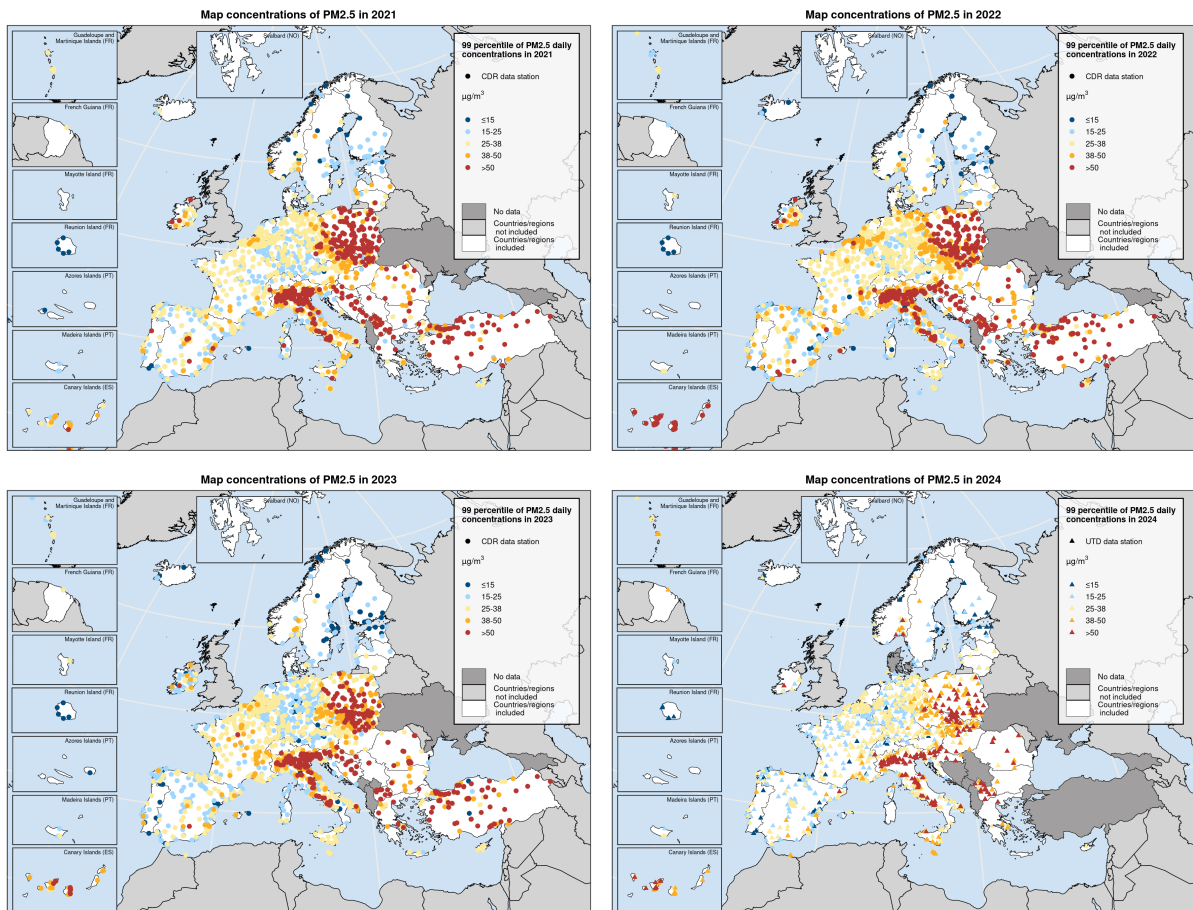 Map concentrations of PM2.5 in 2021
Guadeloupe and
Martinique Islands (FR)
French Guiana (FR)
Mayotte Island (FR)
Reunion Island (FR)
Azores Islands (PT)
Madeira Islands (PT)
Canary Islands (ES)
Svalbard (NO)
99 percentile of PM2.5 daily
concentrations in 2021
CDR data station
µg/m³
≤15
15-25
25-38
38-50
>50
No data
Countries/regions
not included
Countries/regions
included
Map concentrations of PM2.5 in 2022
Guadeloupe and
Martinique Islands (FR)
French Guiana (FR)
Mayotte Island (FR)
Reunion Island (FR)
Azores Islands (PT)
Madeira Islands (PT)
Canary Islands (ES)
Svalbard (NO)
99 percentile of PM2.5 daily
concentrations in 2022
CDR data station
µg/m³
≤15
15-25
25-38
38-50
>50
No data
Countries/regions
not included
Countries/regions
included
Map concentrations of PM2.5 in 2023
Guadeloupe and
Martinique Islands (FR)
French Guiana (FR)
Mayotte Island (FR)
Reunion Island (FR)
Azores Islands (PT)
Madeira Islands (PT)
Canary Islands (ES)
Svalbard (NO)
99 percentile of PM2.5 daily
concentrations in 2023
CDR data station
µg/m³
≤15
15-25
25-38
38-50
>50
No data
Countries/regions
not included
Countries/regions
included
Map concentrations of PM2.5 in 2024
Guadeloupe and
Martinique Islands (FR)
French Guiana (FR)
Mayotte Island (FR)
Reunion Island (FR)
Azores Islands (PT)
Madeira Islands (PT)
Canary Islands (ES)
Svalbard (NO)
99 percentile of PM2.5 daily
concentrations in 2024
UTD data station
µg/m³
≤15
15-25
25-38
38-50
>50
No data
Countries/regions
not included
Countries/regions
included